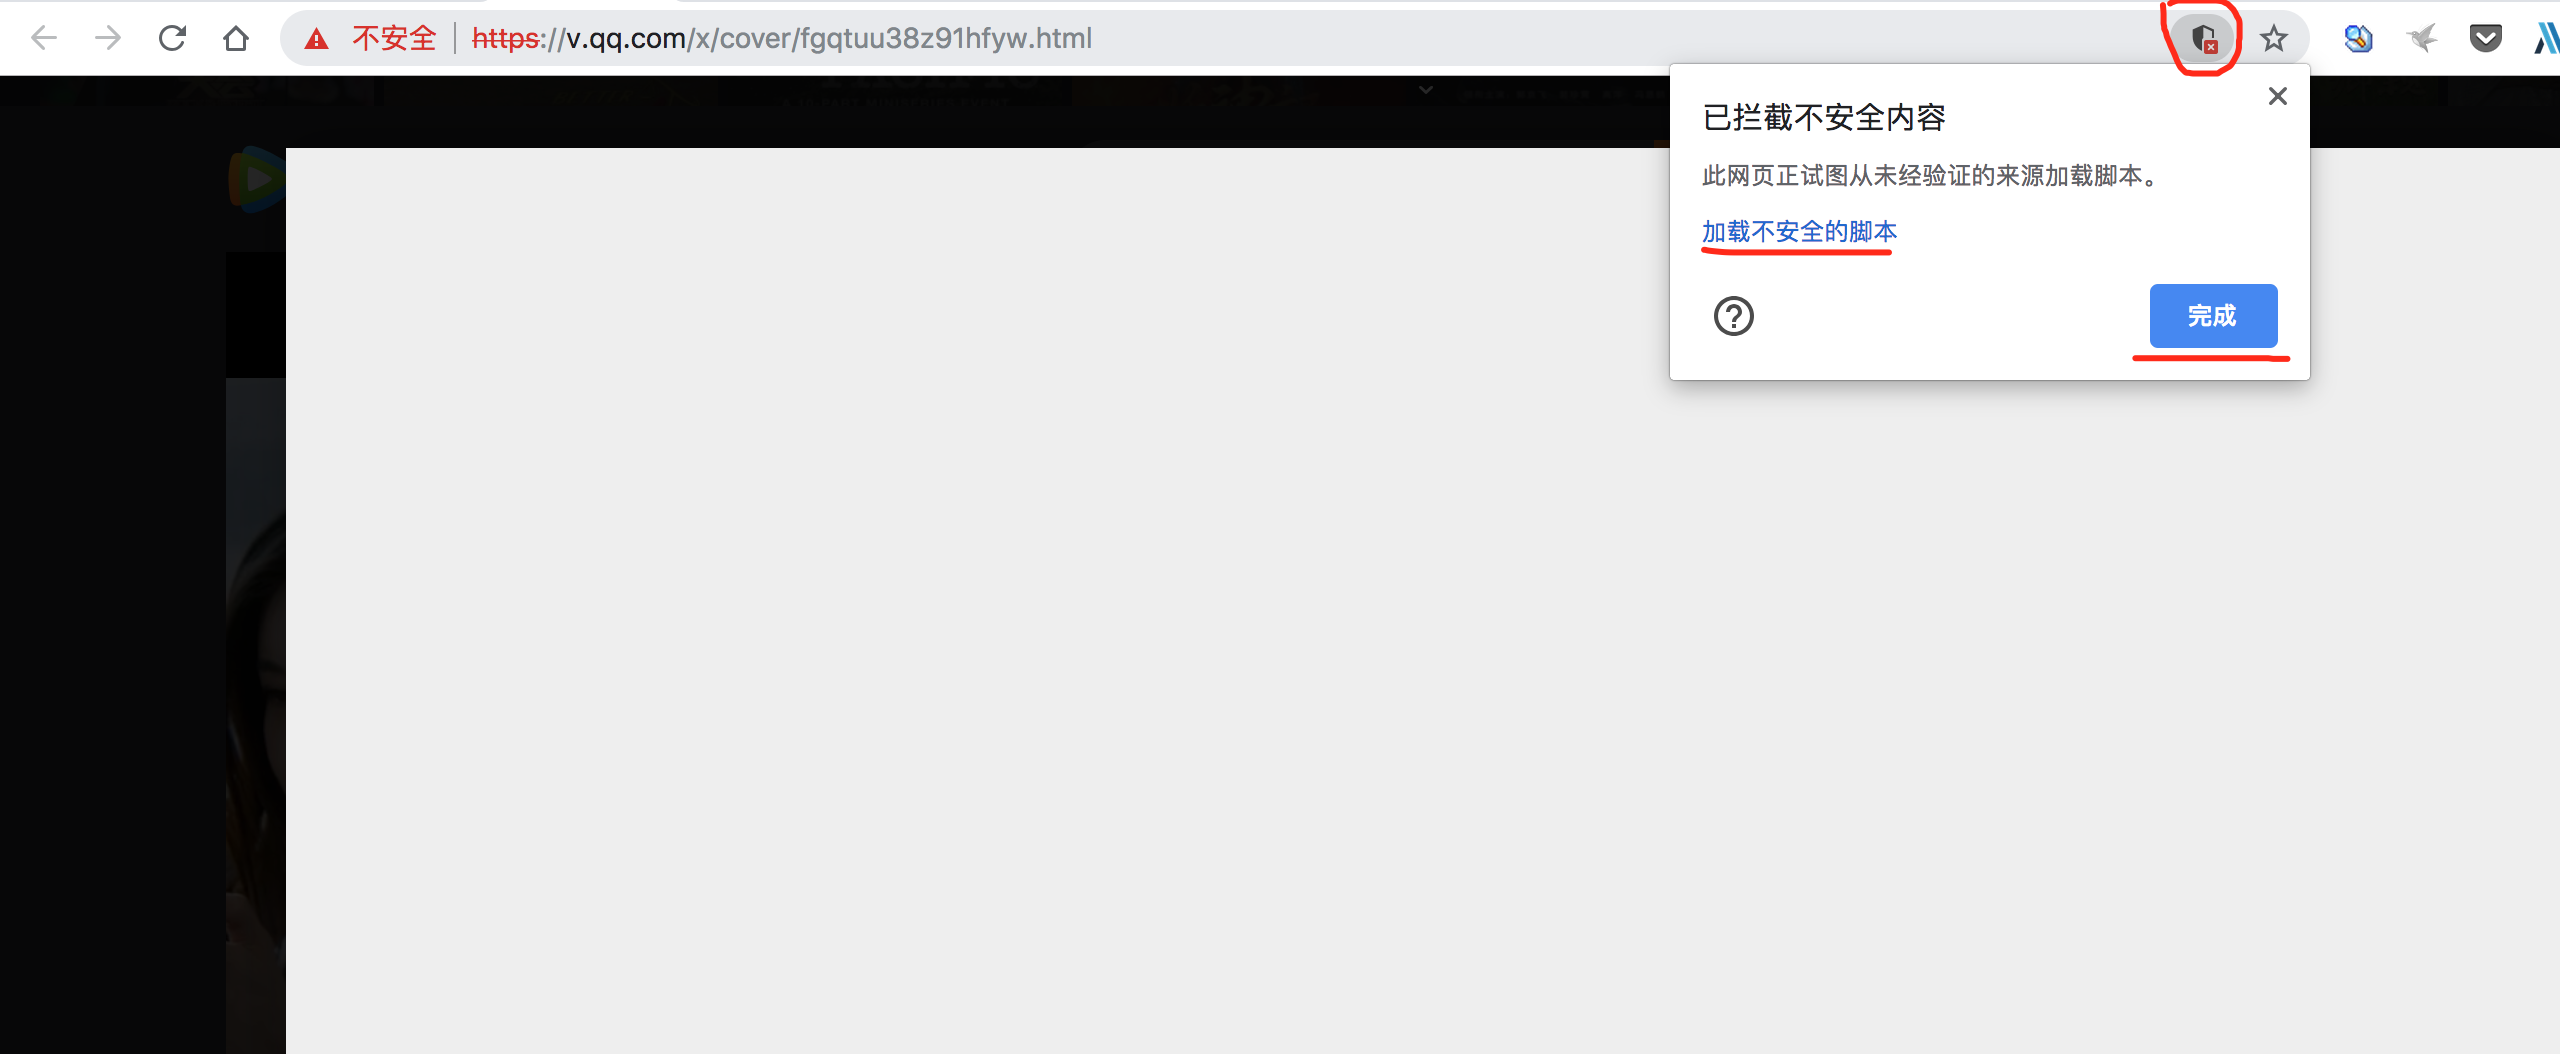 不安全 | https://v.qq.com/x/cover/fgqtuu38z91hfyw.html
已拦截不安全内容
此网页正试图从未经验证的来源加载脚本。
加载不安全的脚本
完成